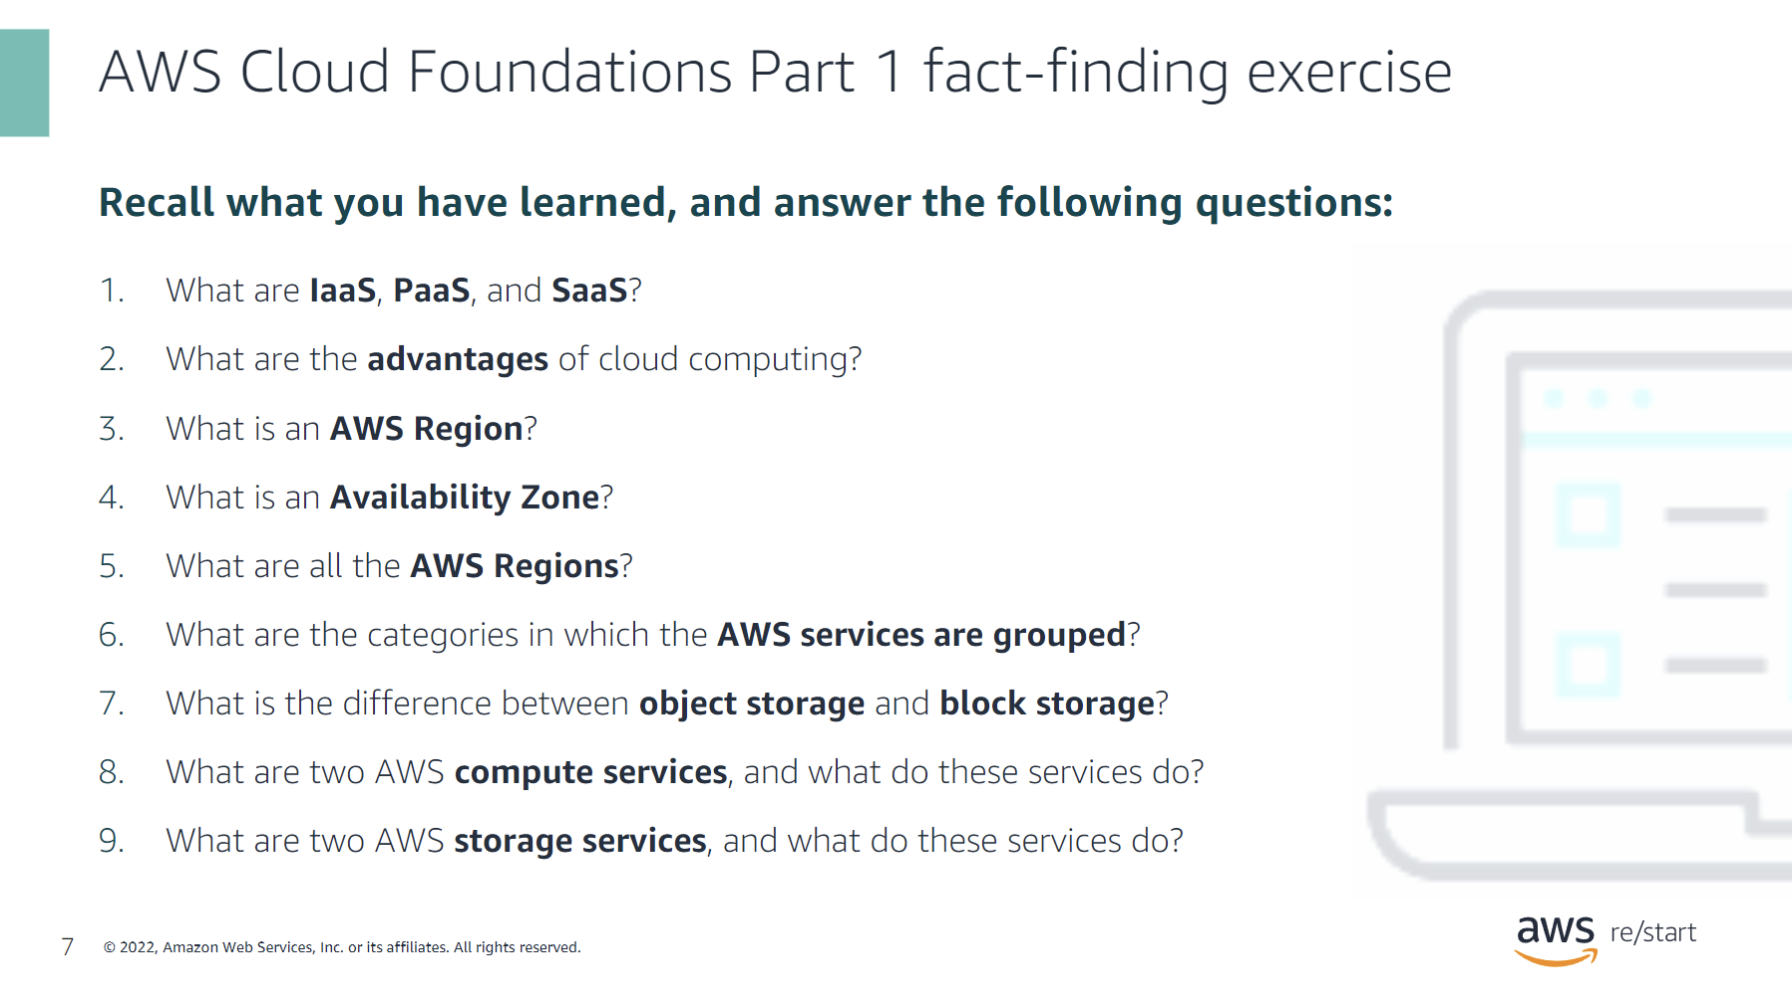 AWS Cloud Foundations Part 1 fact-finding exercise
Recall what you have learned, and answer the following questions:
1. What are IaaS, PaaS, and SaaS?
2. What are the advantages of cloud computing?
3. What is an AWS Region?
4. What is an Availability Zone?
5. What are all the AWS Regions?
6. What are the categories in which the AWS services are grouped?
7. What is the difference between object storage and block storage?
8. What are two AWS compute services, and what do these services do?
9. What are two AWS storage services, and what do these services do?
7 © 2022, Amazon Web Services, Inc. or its affiliates. All rights reserved.
aws re/start